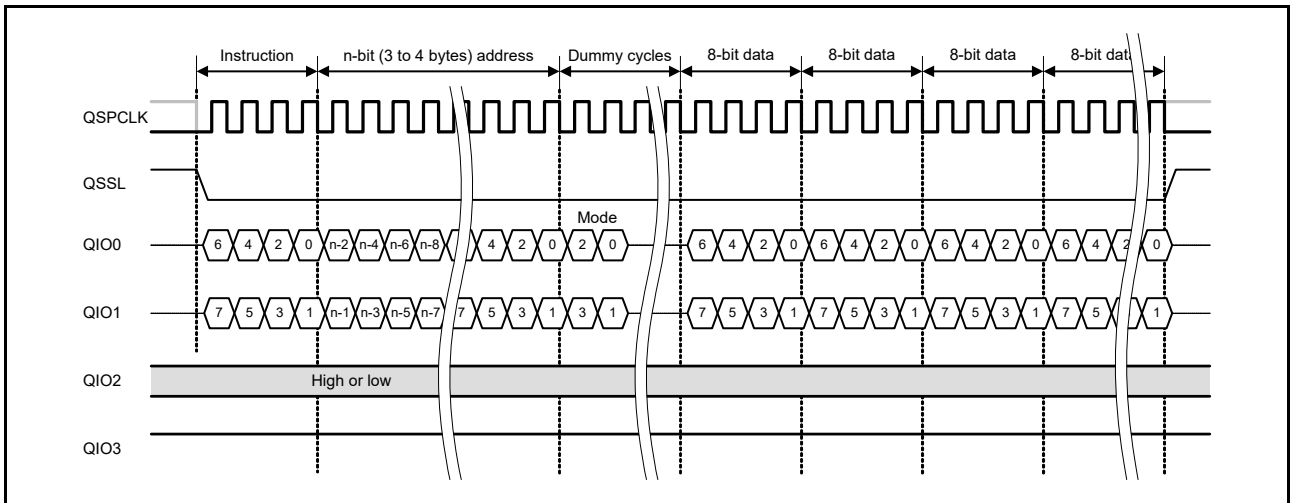 Instruction n-bit (3 to 4 bytes) address Dummy cycles 8-bit data 8-bit data 8-bit data 8-bit data
QSPCLK
QSSL
Mode
QIO0 6 4 2 0 n-2 n-4 n-6 n-8 4 2 0 2 0 6 4 2 0 6 4 2 0 6 4 2 0 6 4 2 0
QIO1 7 5 3 1 n-1 n-3 n-5 n-7 7 5 3 1 3 1 7 5 3 1 7 5 3 1 7 5 3 1 7 5 1
QIO2 High or low
QIO3